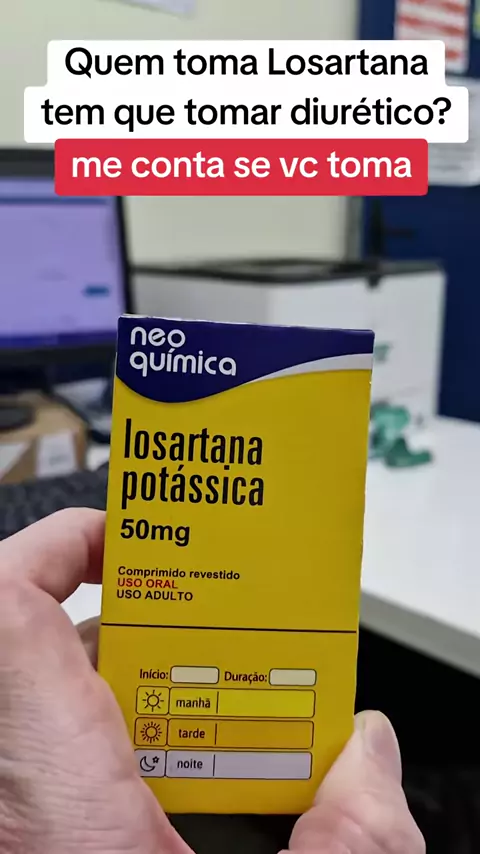 Quem toma Losartana
tem que tomar diurético?
me conta se vc toma
neo
química
losartana
potássica
50mg
Comprimido revestido
USO ORAL
USO ADULTO
Início: Duração:
manhã
tarde
noite